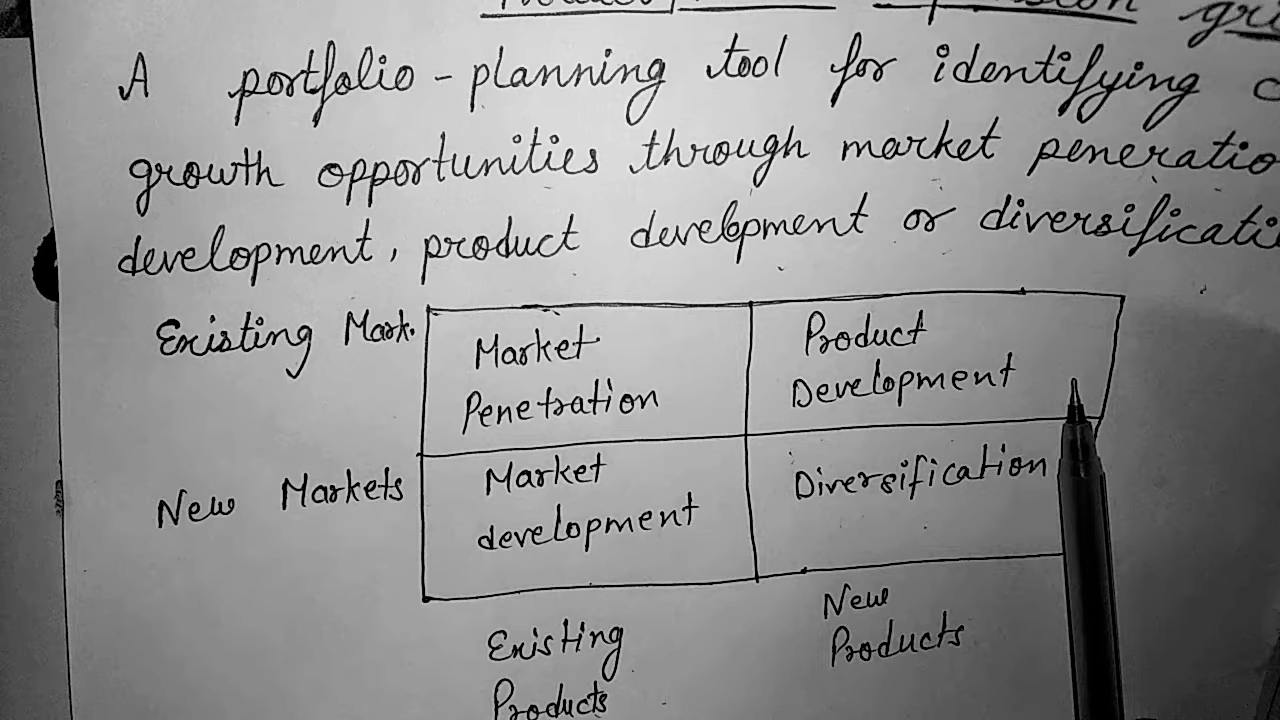 A portfolio - planning tool for identifying
growth opportunities through market peneratio
development, product development or diversificati
Existing Mark.
Market
Penetration
Product
Development
New Markets
Market
development
Diversification
Existing
Products
New
Products